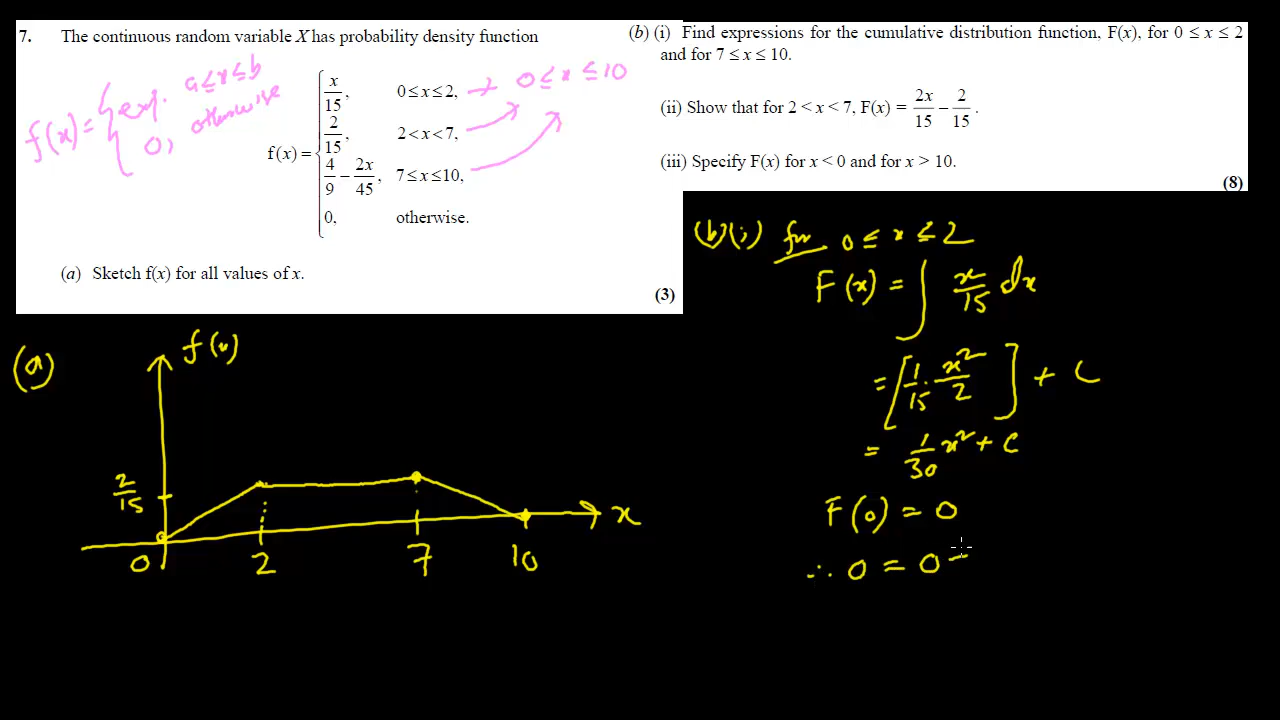 7. The continuous random variable X has probability density function
f(x) = { exp. a ≤ x ≤ b
0, otherwise
f(x) =
x/15, 0 ≤ x ≤ 2, → 0 ≤ x ≤ 10
2/15, 2 < x < 7,
4/9 − 2x/45, 7 ≤ x ≤ 10,
0, otherwise.
(a) Sketch f(x) for all values of x.
(3)
(b) (i) Find expressions for the cumulative distribution function, F(x), for 0 ≤ x ≤ 2
and for 7 ≤ x ≤ 10.
(ii) Show that for 2 < x < 7, F(x) = 2x/15 − 2/15 .
(iii) Specify F(x) for x < 0 and for x > 10.
(8)
(a)
f(x)
2/15
x
0 2 7 10
(b)(i) for 0 ≤ x ≤ 2
F(x) = ∫ x/15 dx
= [1/15 . x²/2] + C
= 1/30 x² + C
F(0) = 0
∴ 0 = 0